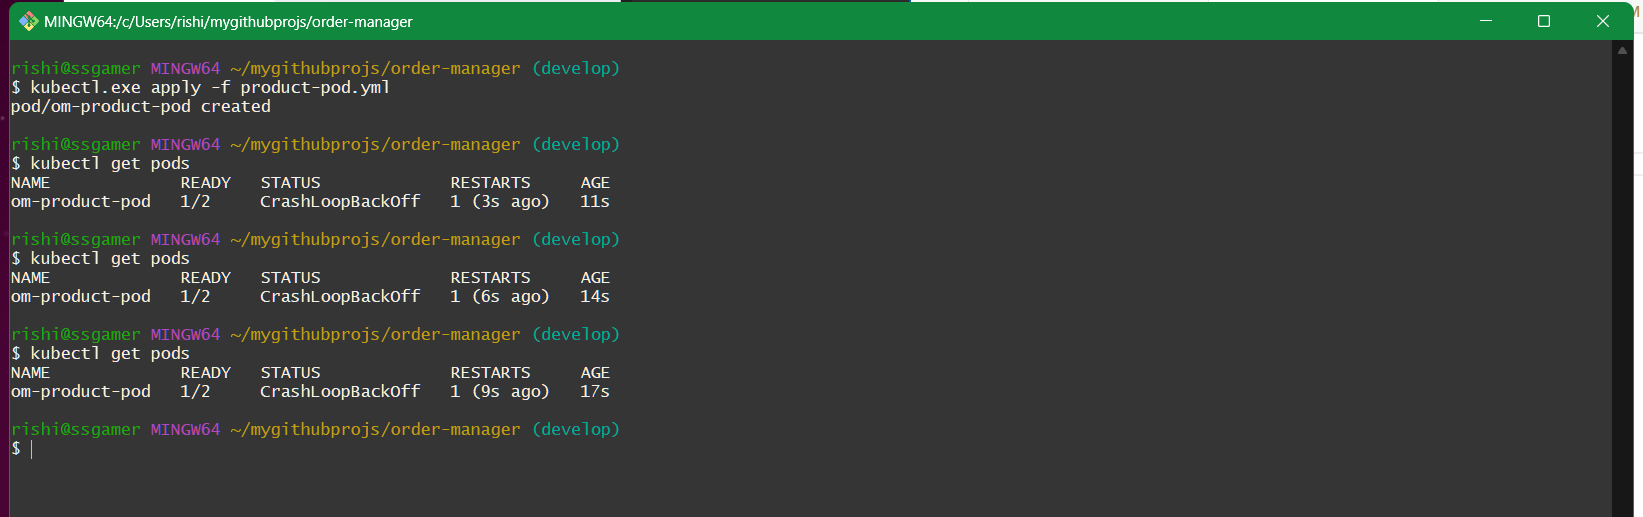 MINGW64:/c/Users/rishi/mygithubprojs/order-manager
rishi@ssgamer MINGW64 ~/mygithubprojs/order-manager (develop)
$ kubectl.exe apply -f product-pod.yml
pod/om-product-pod created
rishi@ssgamer MINGW64 ~/mygithubprojs/order-manager (develop)
$ kubectl get pods
NAME READY STATUS RESTARTS AGE
om-product-pod 1/2 CrashLoopBackOff 1 (3s ago) 11s
rishi@ssgamer MINGW64 ~/mygithubprojs/order-manager (develop)
$ kubectl get pods
NAME READY STATUS RESTARTS AGE
om-product-pod 1/2 CrashLoopBackOff 1 (6s ago) 14s
rishi@ssgamer MINGW64 ~/mygithubprojs/order-manager (develop)
$ kubectl get pods
NAME READY STATUS RESTARTS AGE
om-product-pod 1/2 CrashLoopBackOff 1 (9s ago) 17s
rishi@ssgamer MINGW64 ~/mygithubprojs/order-manager (develop)
$